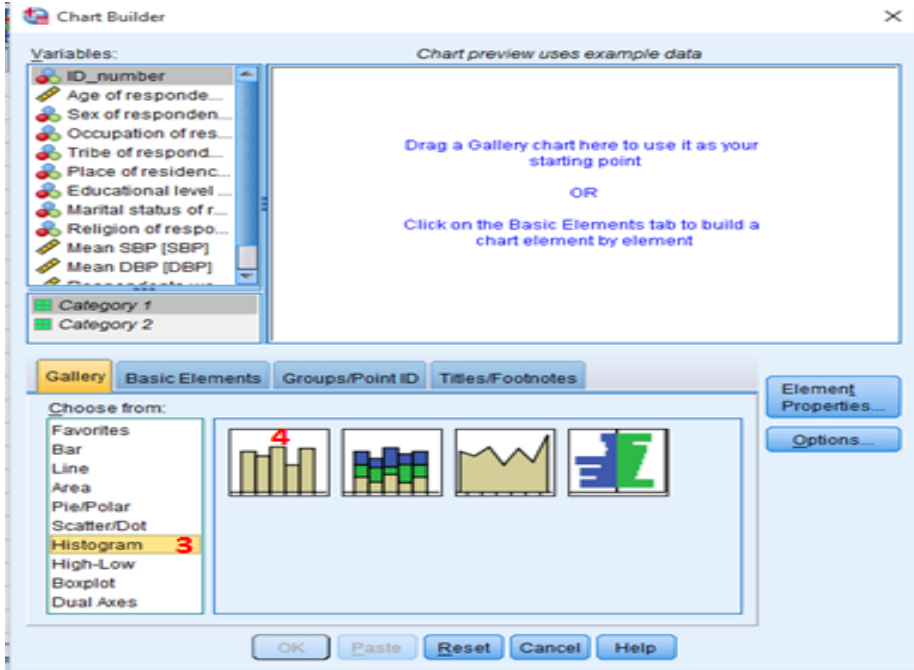 Chart Builder
Variables:
Chart preview uses example data
ID_number
Age of responde...
Sex of responden...
Occupation of res...
Tribe of respond...
Place of residenc...
Educational level ...
Marital status of r...
Religion of respo...
Mean SBP [SBP]
Mean DBP [DBP]
Category 1
Category 2
Drag a Gallery chart here to use it as your
starting point
OR
Click on the Basic Elements tab to build a
chart element by element
Gallery
Basic Elements
Groups/Point ID
Titles/Footnotes
Element
Properties...
Options...
Choose from:
Favorites
Bar
Line
Area
Pie/Polar
Scatter/Dot
Histogram 3
High-Low
Boxplot
Dual Axes
4
OK
Paste
Reset
Cancel
Help